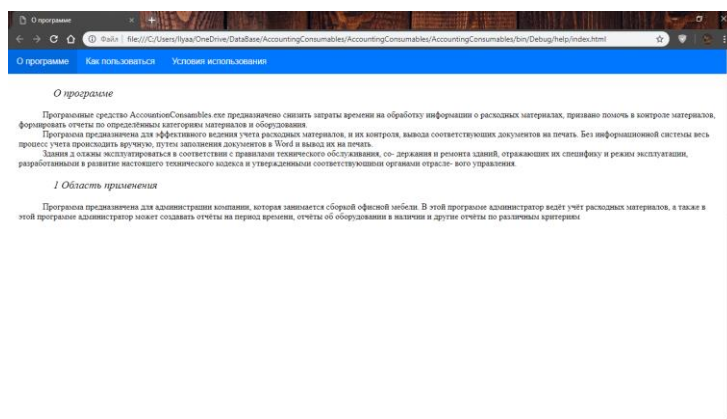 О программе
Файл | file:///C:/Users/Ilyaa/OneDrive/DataBase/AccountingConsumables/AccountingConsumables/AccountingConsumables/bin/Debug/help/index.html
О программе Как пользоваться Условия использования
О программе
Программные средство AccountionConsambles.exe предназначено снизить затраты времени на обработку информации о расходных материалах, призвано помочь в контроле материалов,
формировать отчеты по определённым категориям материалов и оборудования.
Программа предназначена для эффективного ведения учета расходных материалов, и их контроля, вывода соответствующих документов на печать. Без информационной системы весь
процесс учета происходить вручную, путем заполнения документов в Word и вывод их на печать.
Здания д олжны эксплуатироваться в соответствии с правилами технического обслуживания, со- держания и ремонта зданий, отражающих их специфику и режим эксплуатации,
разработанными в развитие настоящего технического кодекса и утвержденными соответствующими органами отрасле- вого управления.
1 Область применения
Программа предназначена для администрации компании, которая занимается сборкой офисной мебели. В этой программе администратор ведёт учёт расходных материалов, а также в
этой программе администратор может создавать отчёты на период времени, отчёты об оборудовании в наличии и другие отчёты по различным критериям